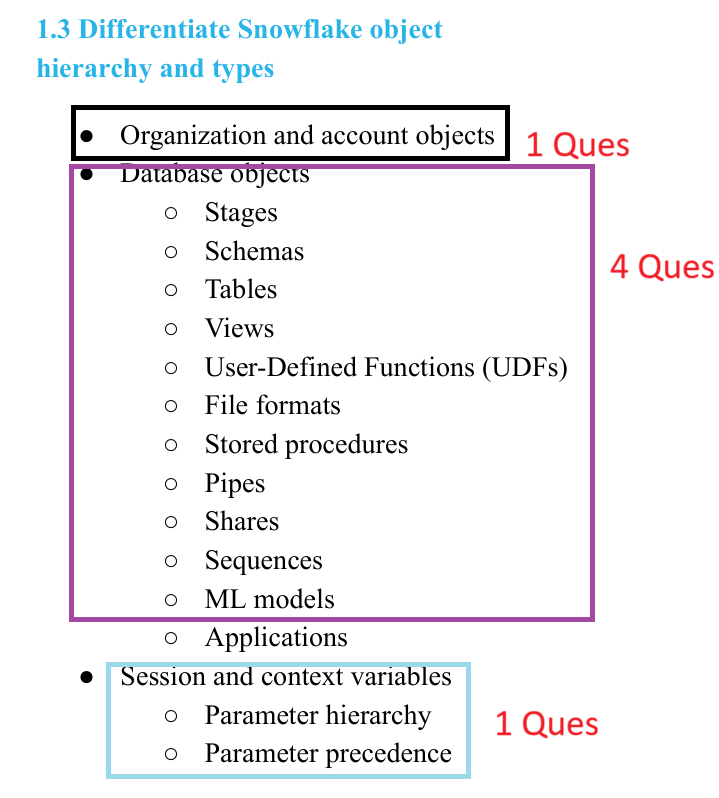 1.3 Differentiate Snowflake object
hierarchy and types
● Organization and account objects
1 Ques
● Database objects
○ Stages
○ Schemas
4 Ques
○ Tables
○ Views
○ User-Defined Functions (UDFs)
○ File formats
○ Stored procedures
○ Pipes
○ Shares
○ Sequences
○ ML models
○ Applications
● Session and context variables
○ Parameter hierarchy
1 Ques
○ Parameter precedence